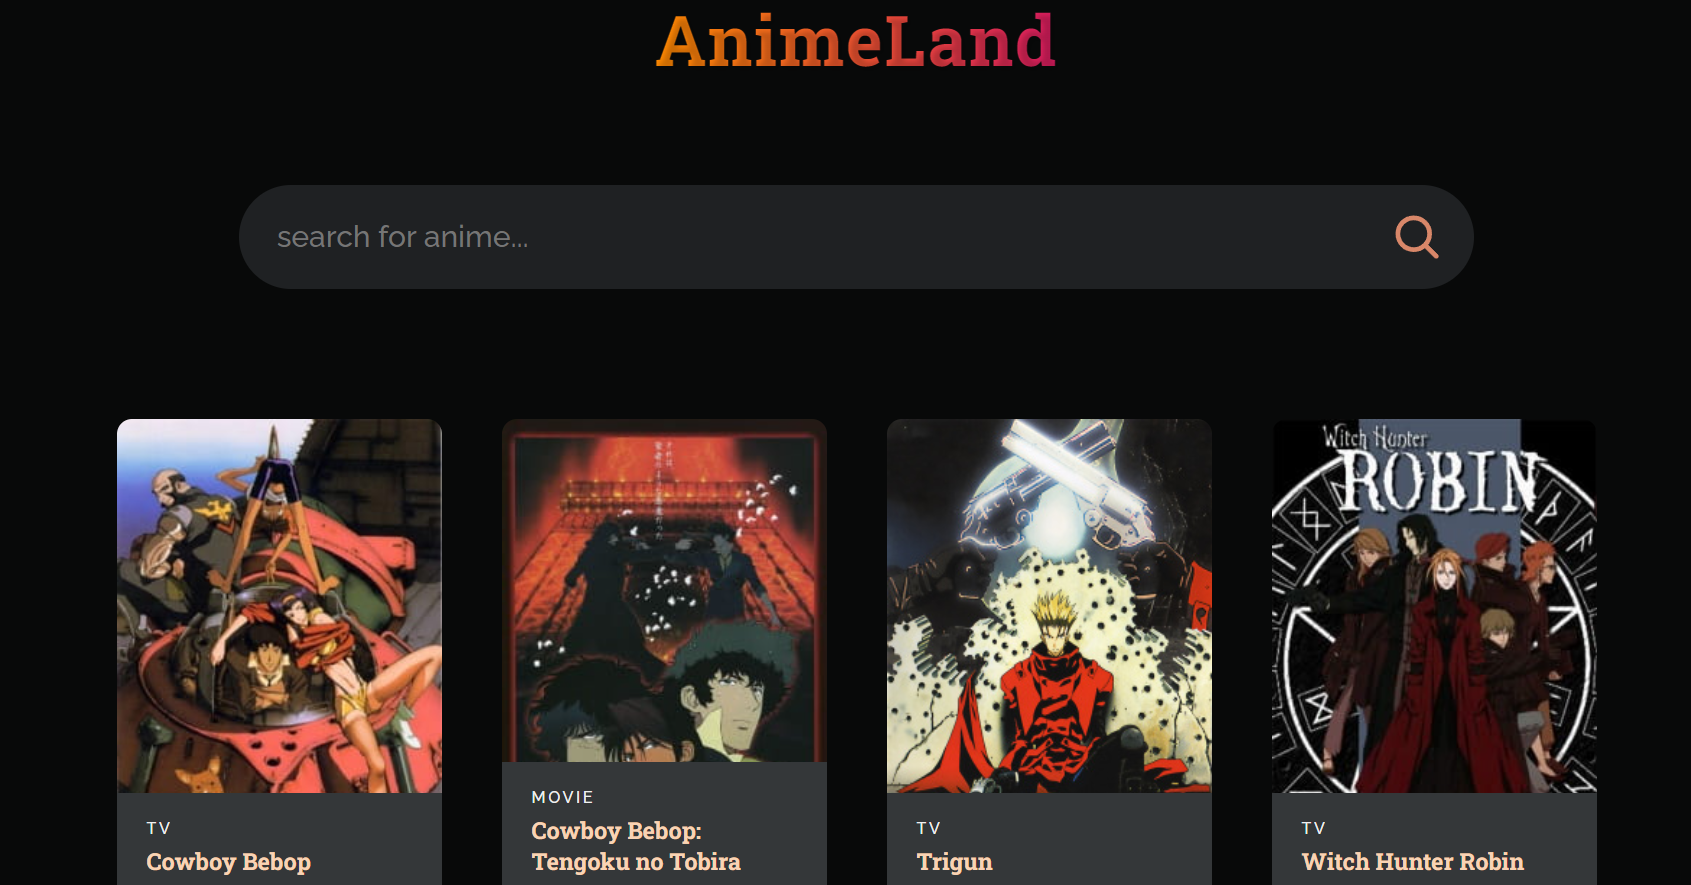 AnimeLand
search for anime...
Witch Hunter
ROBIN
TV
Cowboy Bebop
MOVIE
Cowboy Bebop:
Tengoku no Tobira
TV
Trigun
TV
Witch Hunter Robin